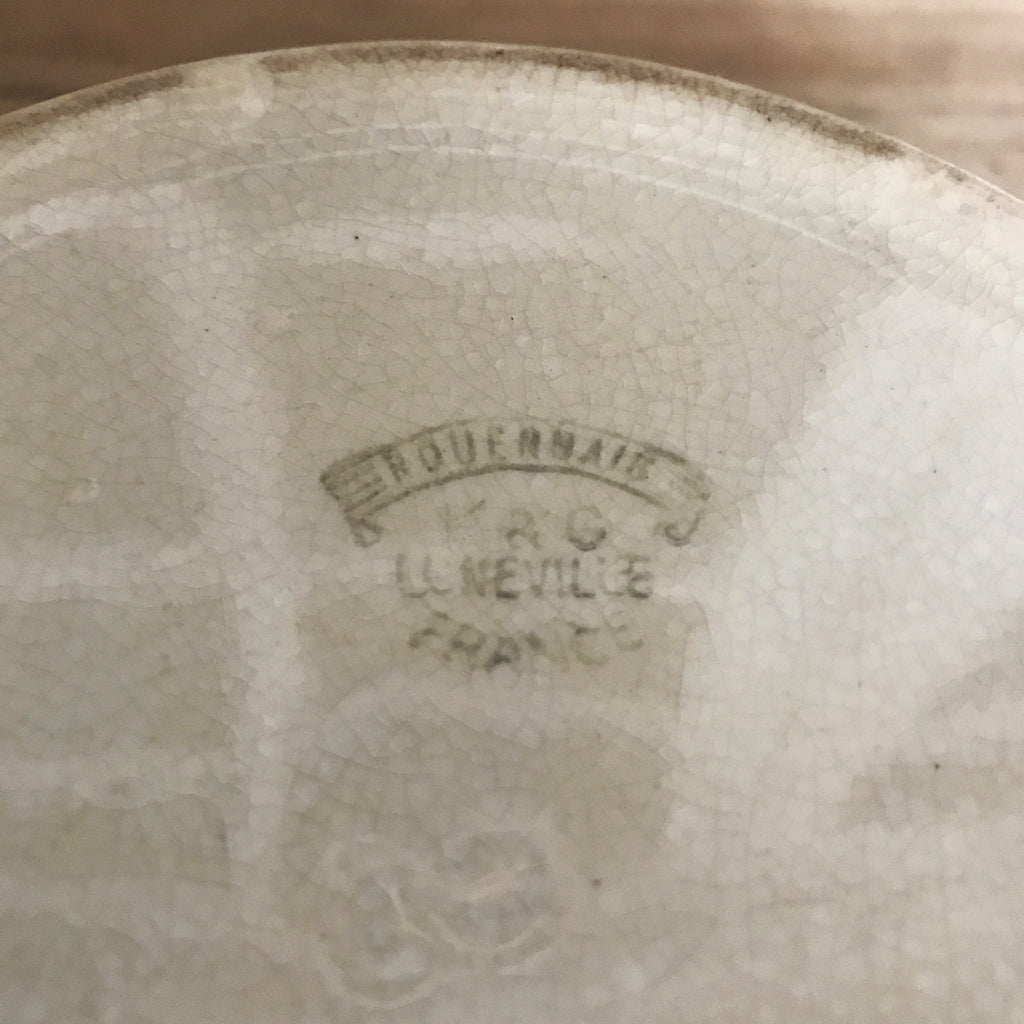 ROUENNAIS
K & G
LUNEVILLE
FRANCE